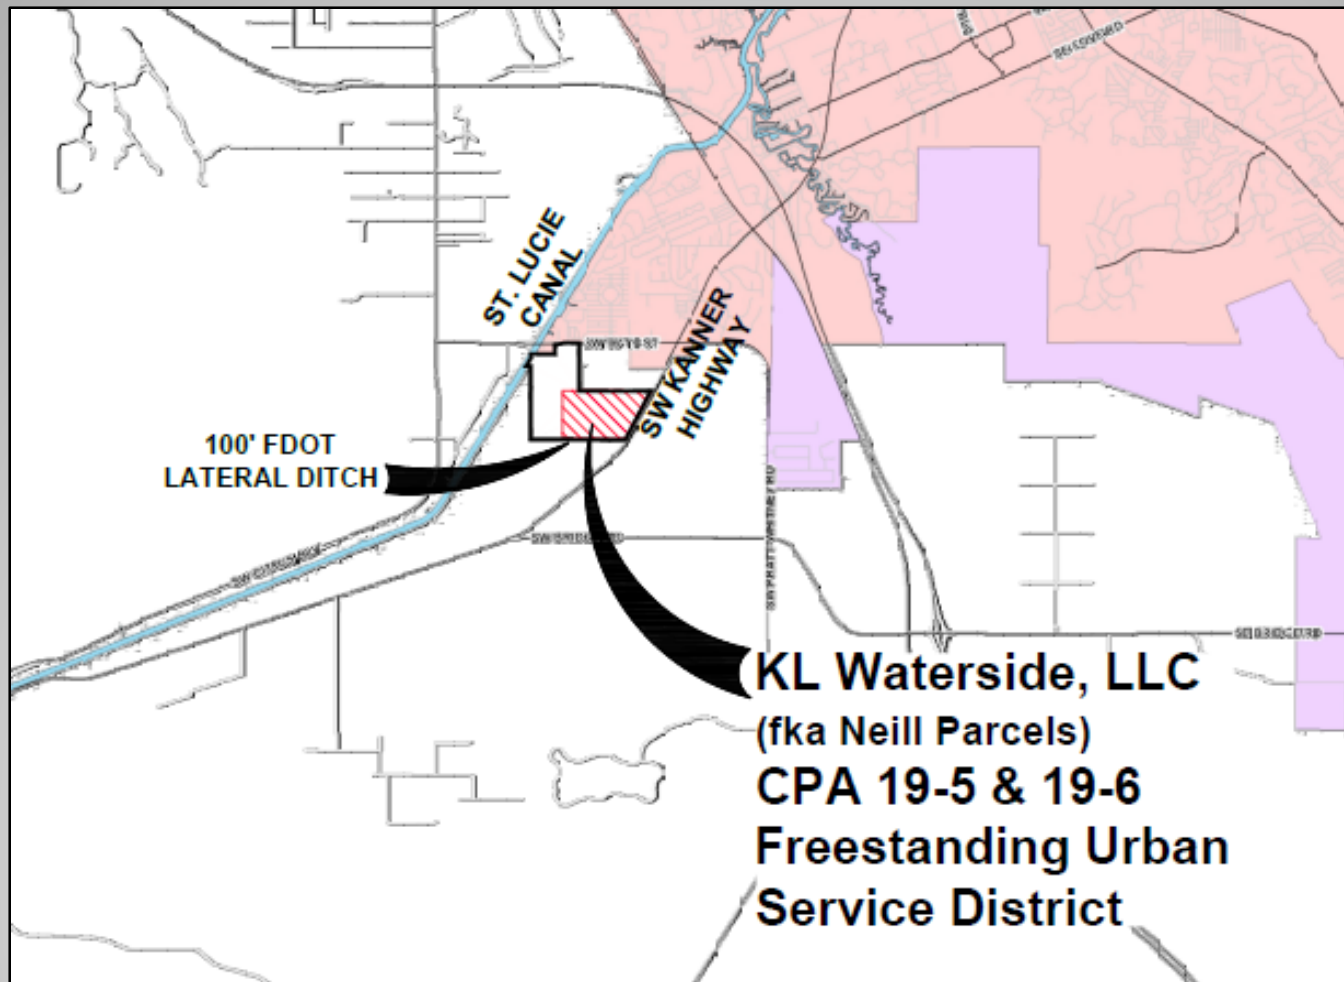 ST. LUCIE
CANAL
SW KANNER
HIGHWAY
100' FDOT
LATERAL DITCH
KL Waterside, LLC
(fka Neill Parcels)
CPA 19-5 & 19-6
Freestanding Urban
Service District